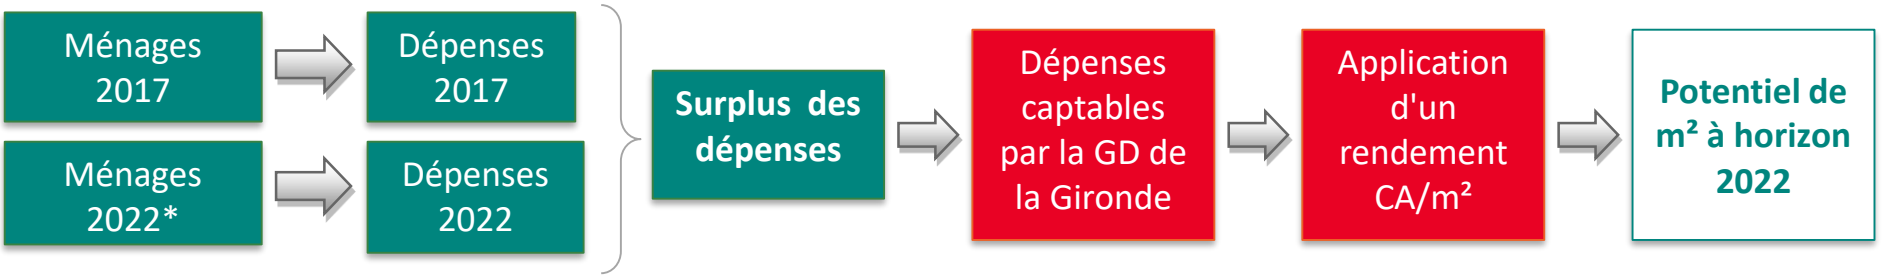 Ménages
2017
Dépenses
2017
Ménages
2022*
Dépenses
2022
Surplus des
dépenses
Dépenses
captables
par la GD de
la Gironde
Application
d'un
rendement
CA/m²
Potentiel de
m² à horizon
2022